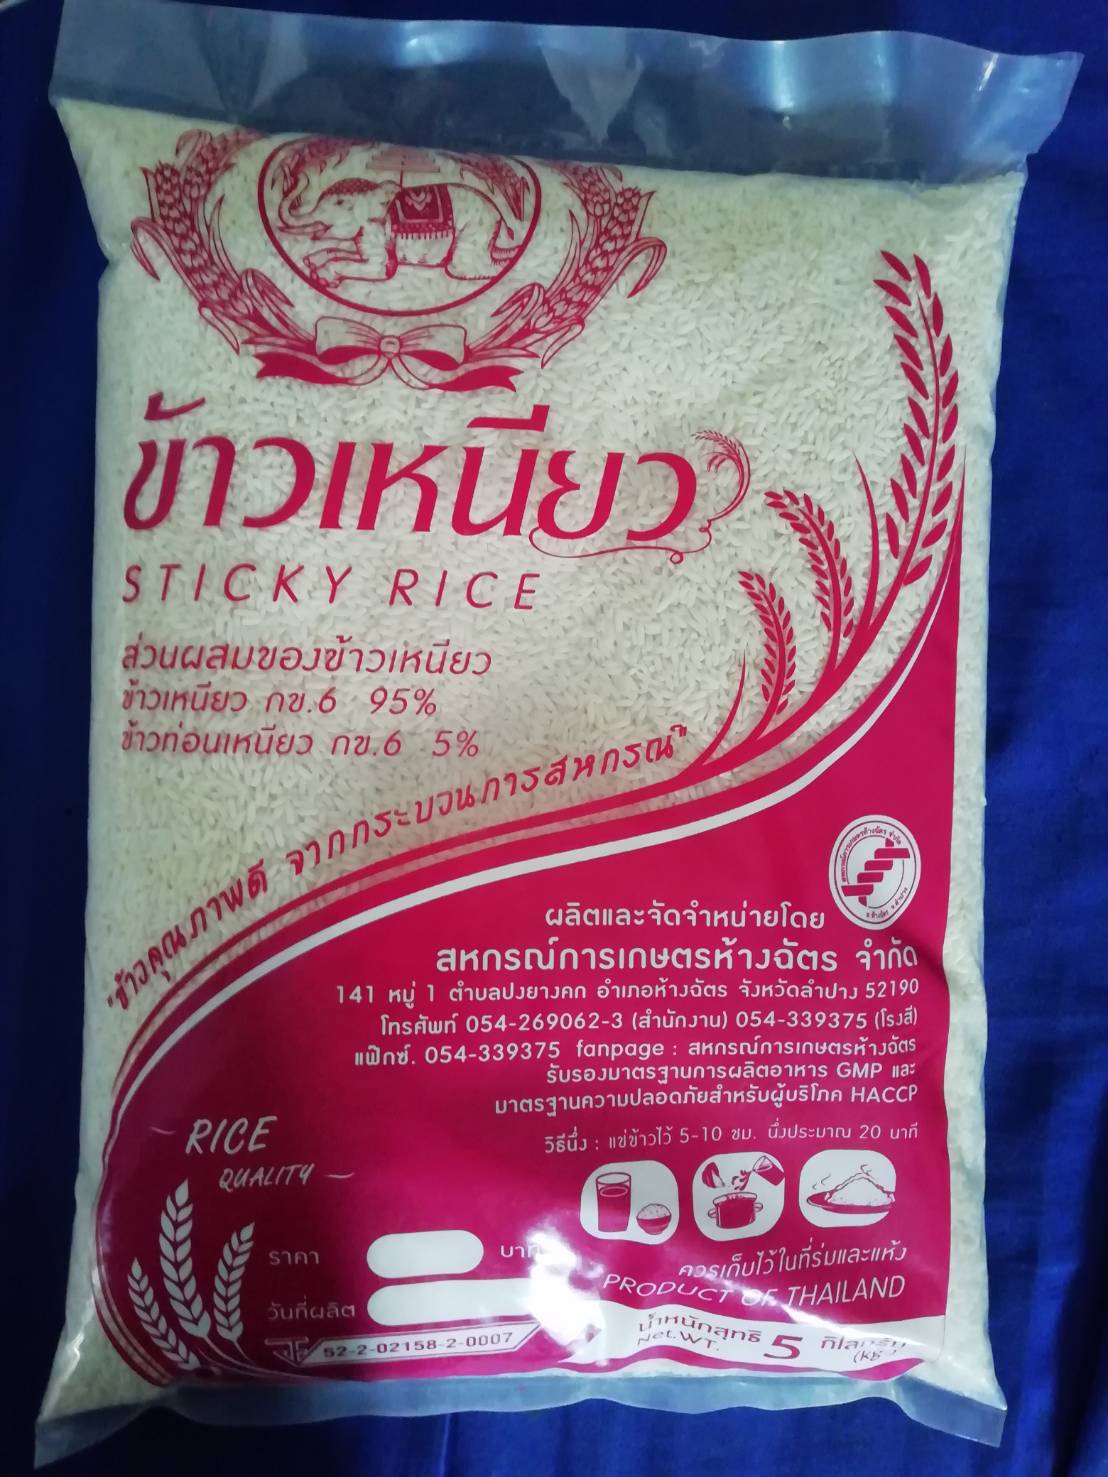 ข้าวเหนียว
STICKY RICE
ส่วนผสมของข้าวเหนียว
ข้าวเหนียว กข.6 95%
ข้าวท่อนเหนียว กข.6 5%
"ข้าวคุณภาพดี จากกระบวนการสหกรณ์"
ผลิตและจัดจำหน่ายโดย
สหกรณ์การเกษตรห้างฉัตร จำกัด
141 หมู่ 1 ตำบลปงยางคก อำเภอห้างฉัตร จังหวัดลำปาง 52190
โทรศัพท์ 054-269062-3 (สำนักงาน) 054-339375 (โรงสี)
แฟ๊กซ์. 054-339375 fanpage : สหกรณ์การเกษตรห้างฉัตร
รับรองมาตรฐานการผลิตอาหาร GMP และ
มาตรฐานความปลอดภัยสำหรับผู้บริโภค HACCP
วิธีนึ่ง : แช่ข้าวไว้ 5-10 ชม. นึ่งประมาณ 20 นาที
RICE
QUALITY
ราคา บาท
ควรเก็บไว้ในที่ร่มและแห้ง
PRODUCT OF THAILAND
วันที่ผลิต
52-2-02158-2-0007
น้ำหนักสุทธิ 5 กิโลกรัม
Net.WT. (KG)